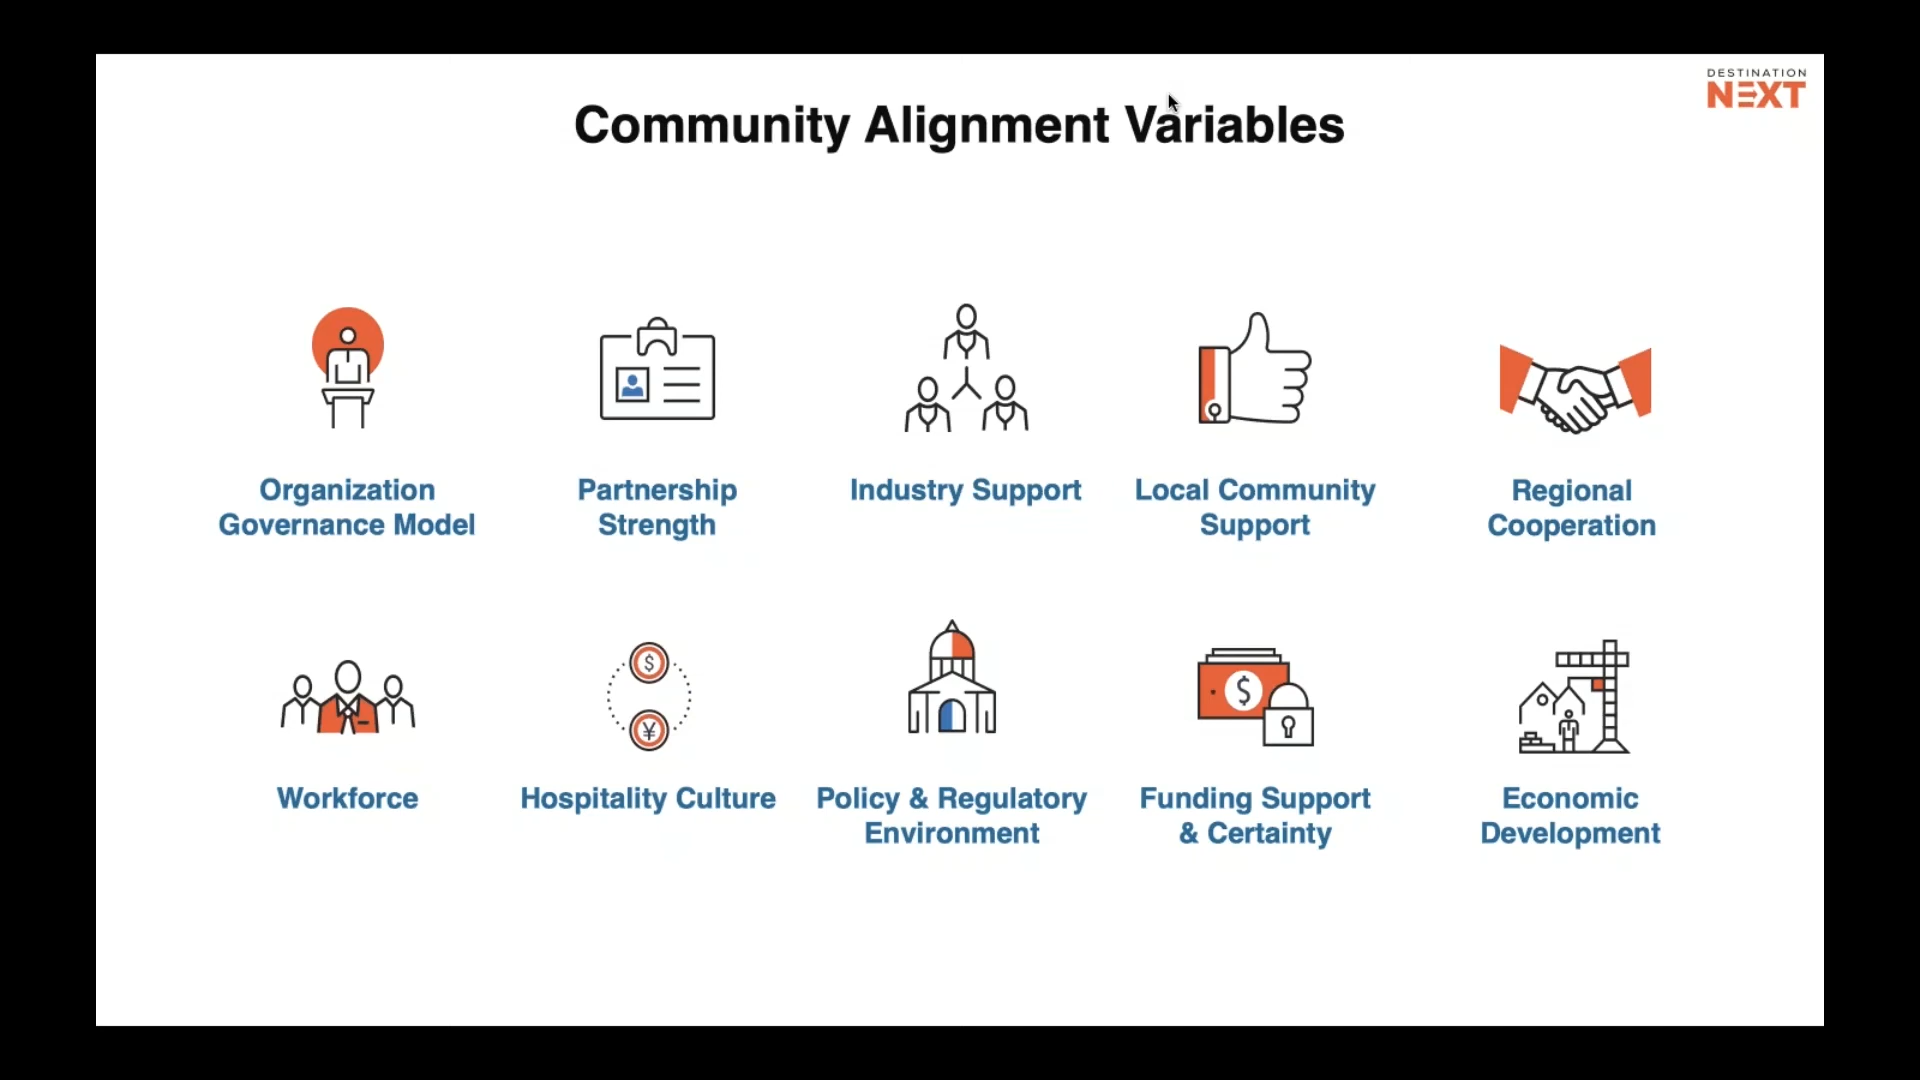 DESTINATION
NEXT
Community Alignment Variables
Organization
Governance Model
Partnership
Strength
Industry Support
Local Community
Support
Regional
Cooperation
$
¥
$
Workforce
Hospitality Culture
Policy & Regulatory
Environment
Funding Support
& Certainty
Economic
Development